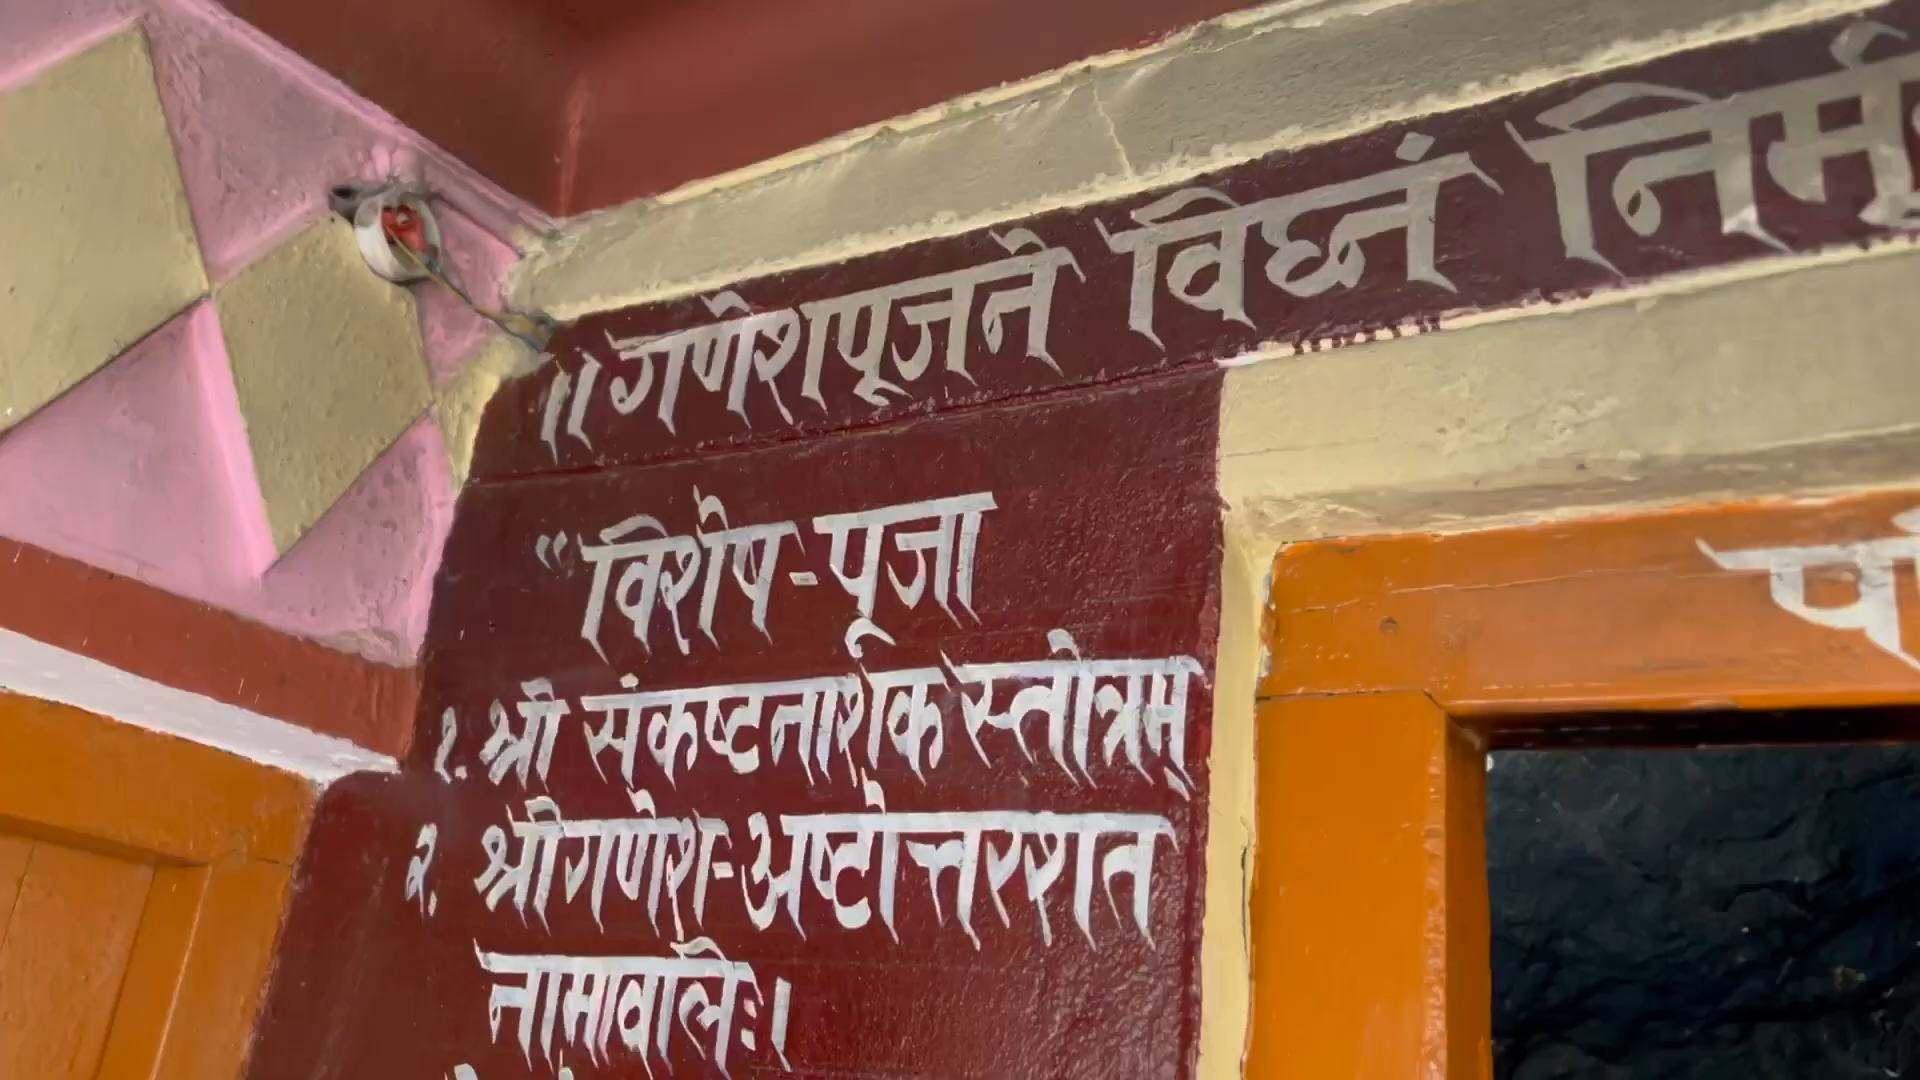 ॥ गणेशपूजने विघ्नं
"विशेष-पूजा
१. श्री संकष्टनाशक स्तोत्रम्
२. श्रीगणेश-अष्टोत्तरशत
नामावलिः।